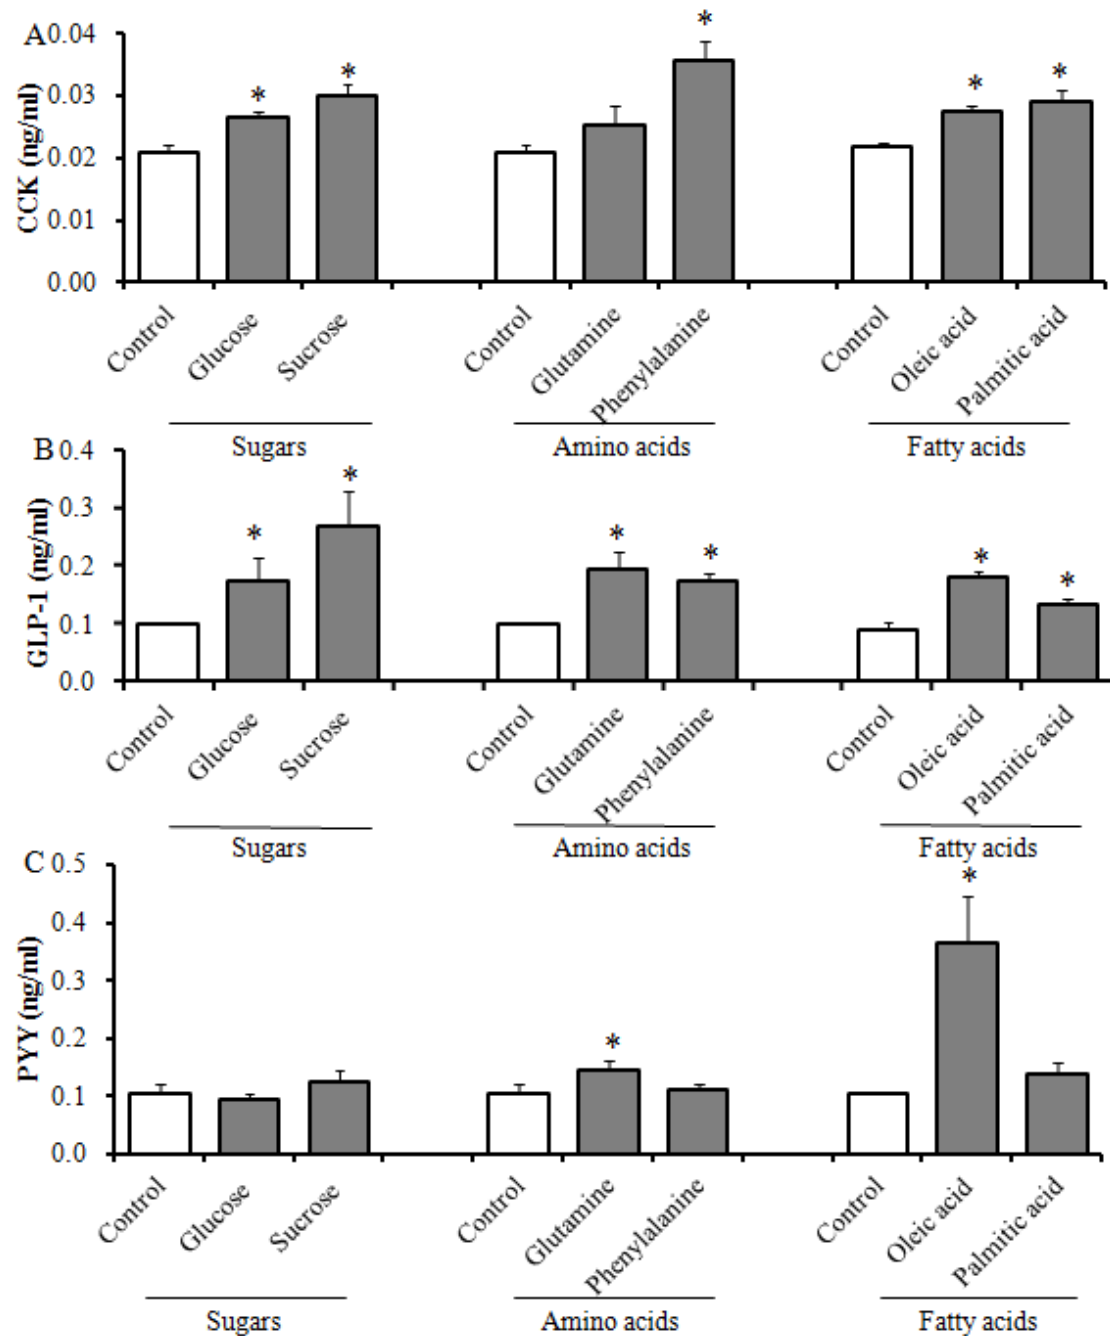 A
0.04
*
*
*
*
*
0.03
0.02
0.01
0.00
CCK (ng/ml)
Control
Glucose
Sucrose
Control
Glutamine
Phenylalanine
Control
Oleic acid
Palmitic acid
Sugars
Amino acids
Fatty acids
B
0.4
*
*
*
*
*
*
0.3
0.2
0.1
0.0
GLP-1 (ng/ml)
Control
Glucose
Sucrose
Control
Glutamine
Phenylalanine
Control
Oleic acid
Palmitic acid
Sugars
Amino acids
Fatty acids
C
0.5
*
*
0.4
0.3
0.2
0.1
0.0
PYY (ng/ml)
Control
Glucose
Sucrose
Control
Glutamine
Phenylalanine
Control
Oleic acid
Palmitic acid
Sugars
Amino acids
Fatty acids